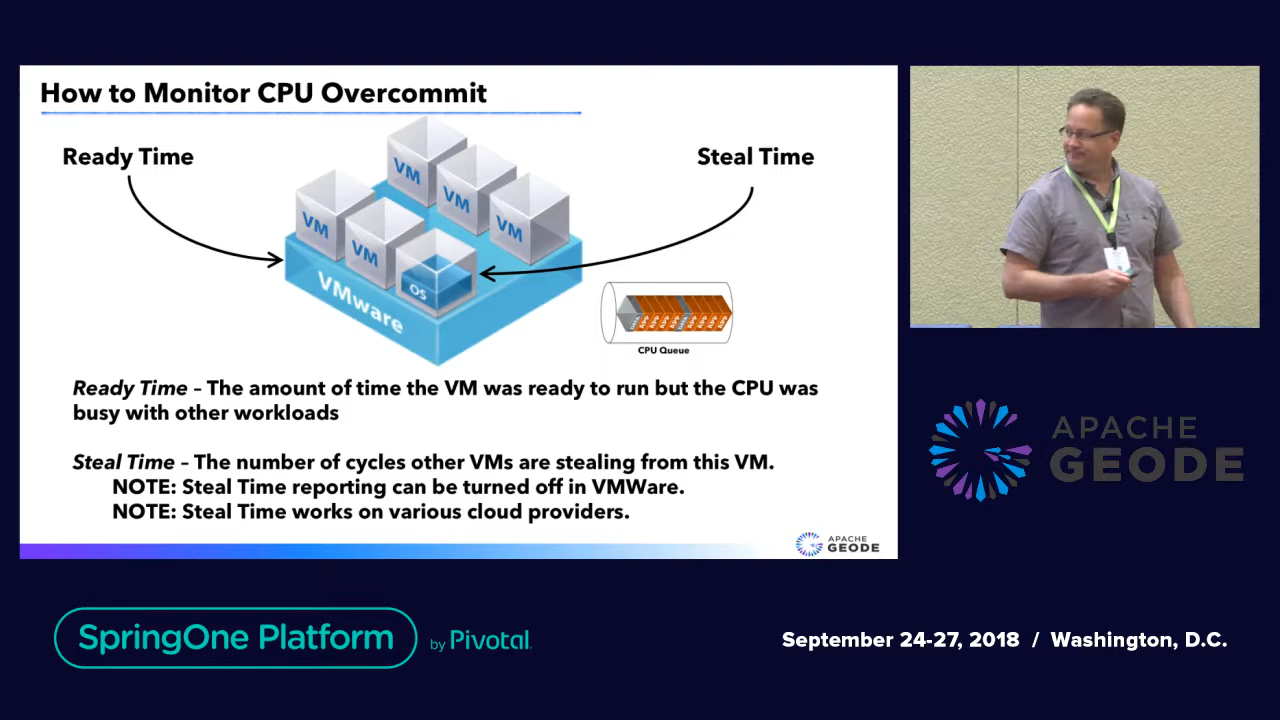 How to Monitor CPU Overcommit
Ready Time
Steal Time
VM
VM
VM
VM
VM
OS
VMware
CPU Queue
Ready Time – The amount of time the VM was ready to run but the CPU was
busy with other workloads
Steal Time – The number of cycles other VMs are stealing from this VM.
NOTE: Steal Time reporting can be turned off in VMWare.
NOTE: Steal Time works on various cloud providers.
APACHE
GEODE
APACHE
GEODE
SpringOne Platform by Pivotal.
September 24-27, 2018 / Washington, D.C.